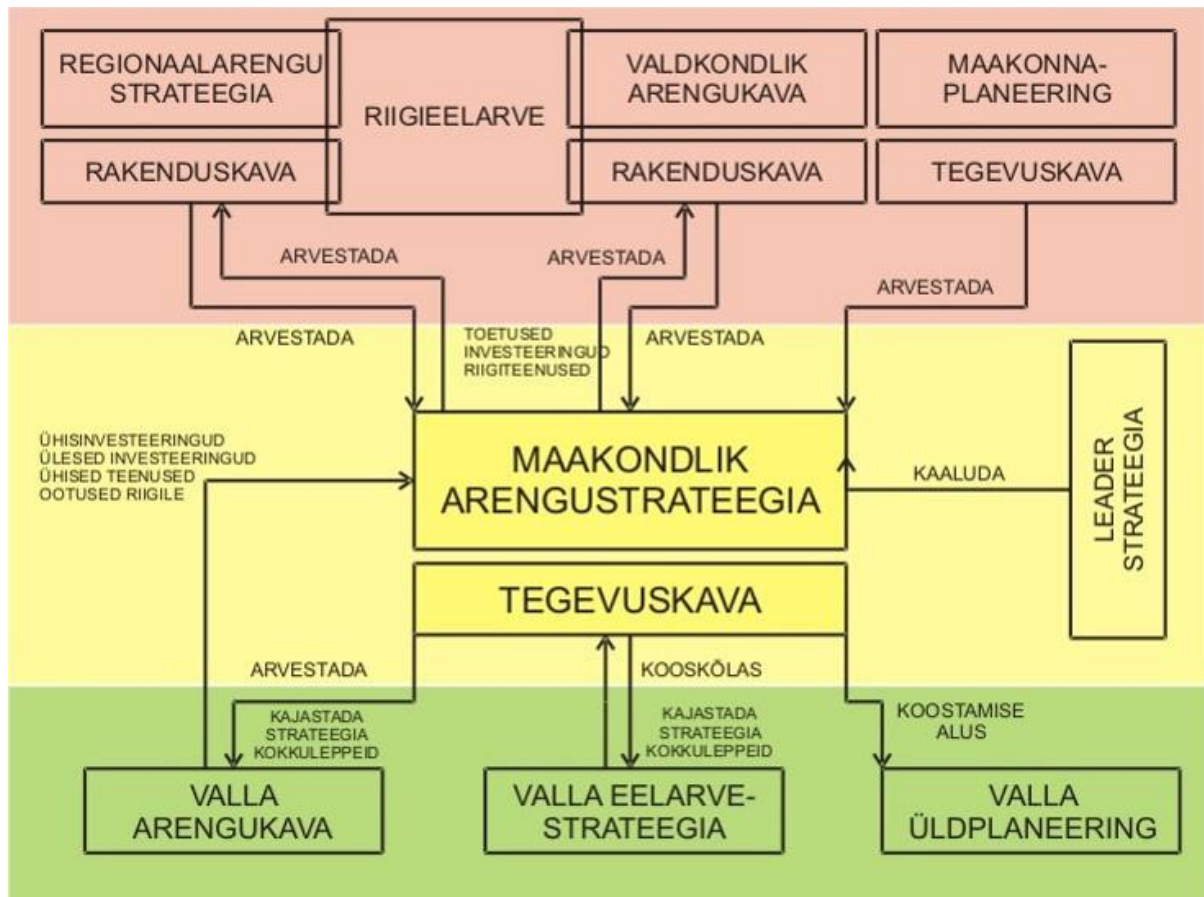 REGIONAALARENGU
STRATEEGIA
RIIGIEELARVE
VALDKONDLIK
ARENGUKAVA
MAAKONNA-
PLANEERING
RAKENDUSKAVA
RAKENDUSKAVA
TEGEVUSKAVA
ARVESTADA
ARVESTADA
ARVESTADA
ARVESTADA
TOETUSED
INVESTEERINGUD
RIIGITEENUSED
ARVESTADA
ÜHISINVESTEERINGUD
ÜLESED INVESTEERINGUD
ÜHISED TEENUSED
OOTUSED RIIGILE
MAAKONDLIK
ARENGUSTRATEEGIA
KAALUDA
LEADER
STRATEEGIA
TEGEVUSKAVA
ARVESTADA
KOOSKÕLAS
KAJASTADA
STRATEEGIA
KOKKULEPPEID
KAJASTADA
STRATEEGIA
KOKKULEPPEID
KOOSTAMISE
ALUS
VALLA
ARENGUKAVA
VALLA EELARVE-
STRATEEGIA
VALLA
ÜLDPLANEERING